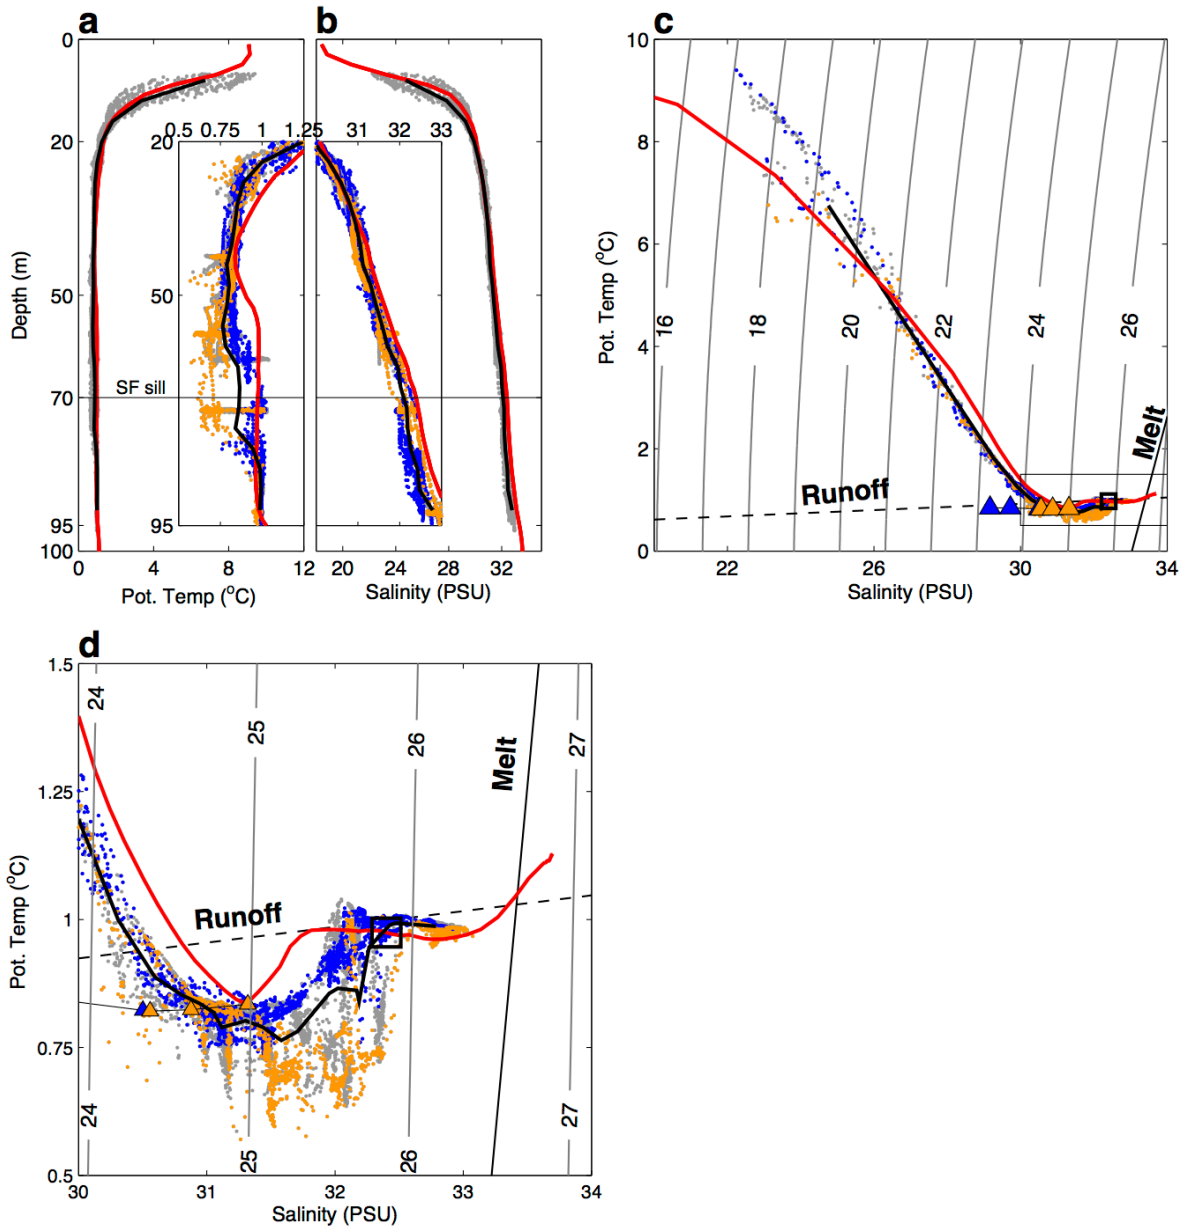 a
b
c
0
20
50
70
95
100
Depth (m)
0.5 0.75 1 1.25
30 31 32 33
20
50
95
SF sill
0 4 8 12
Pot. Temp (°C)
20 24 28 32
Salinity (PSU)
10
8
6
4
2
0
Pot. Temp (°C)
16 18 20 22 24 26
Runoff
Melt
22 26 30 34
Salinity (PSU)
d
1.5
1.25
1
0.75
0.5
Pot. Temp (°C)
24 25 26 27
Runoff
Melt
24 25 26 27
30 31 32 33 34
Salinity (PSU)